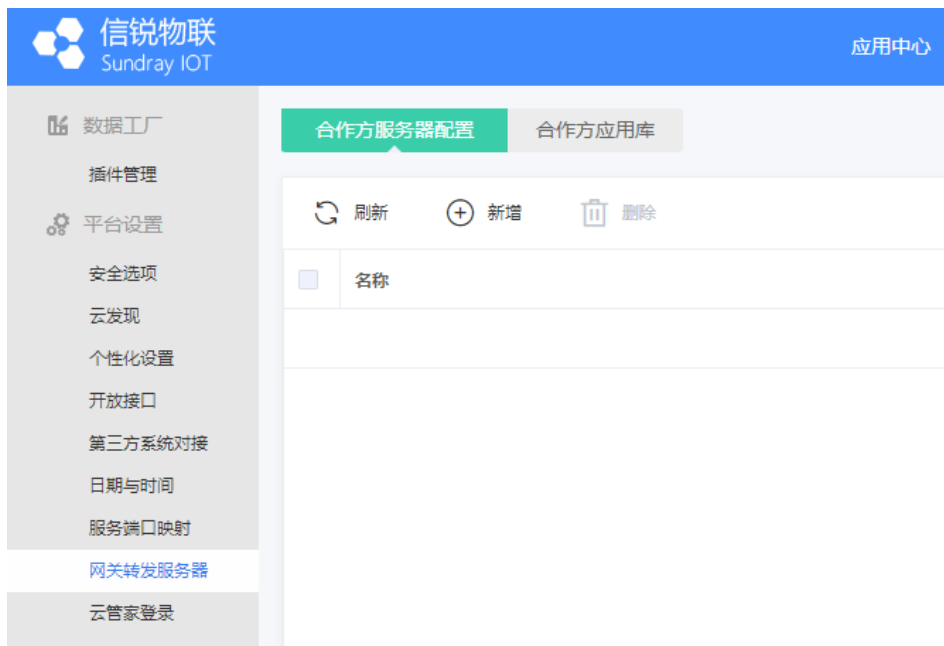 信锐物联
Sundray IOT
应用中心
数据工厂
插件管理
平台设置
安全选项
云发现
个性化设置
开放接口
第三方系统对接
日期与时间
服务端口映射
网关转发服务器
云管家登录
合作方服务器配置 合作方应用库
刷新 新增 删除
名称